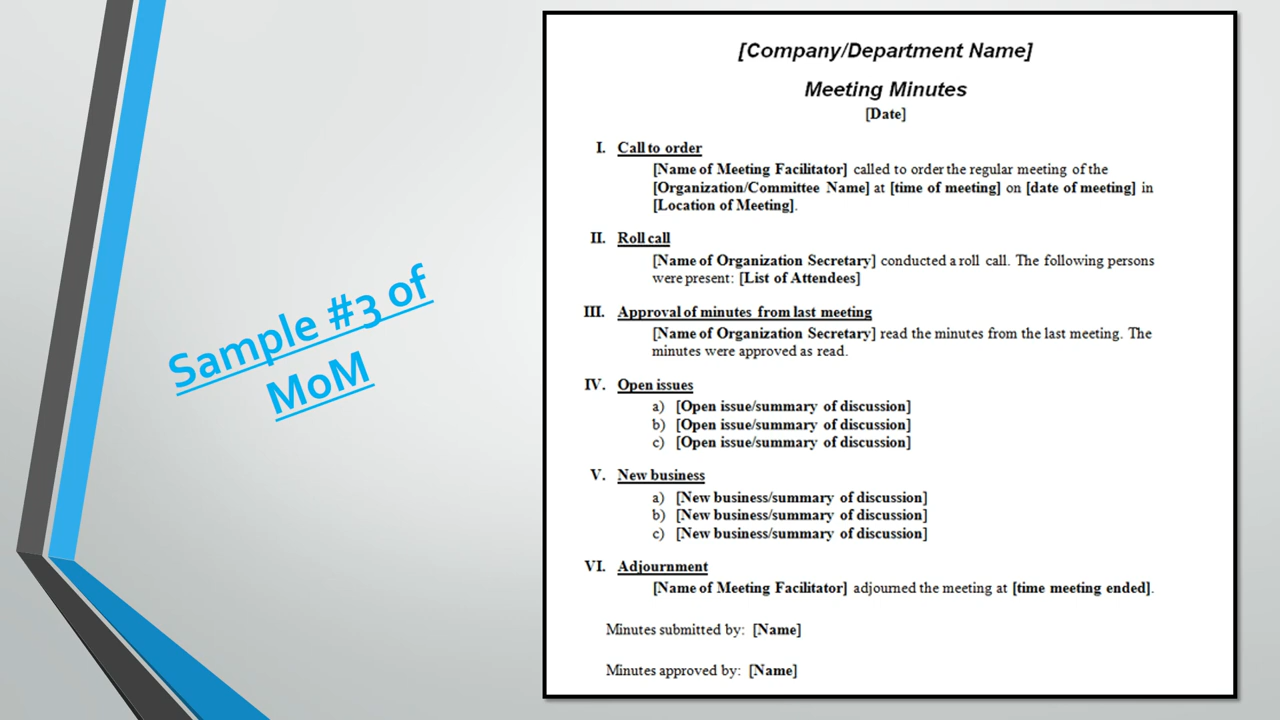 Sample #3 of
MoM
[Company/Department Name]
Meeting Minutes
[Date]
I. Call to order
[Name of Meeting Facilitator] called to order the regular meeting of the
[Organization/Committee Name] at [time of meeting] on [date of meeting] in
[Location of Meeting].
II. Roll call
[Name of Organization Secretary] conducted a roll call. The following persons
were present: [List of Attendees]
III. Approval of minutes from last meeting
[Name of Organization Secretary] read the minutes from the last meeting. The
minutes were approved as read.
IV. Open issues
a) [Open issue/summary of discussion]
b) [Open issue/summary of discussion]
c) [Open issue/summary of discussion]
V. New business
a) [New business/summary of discussion]
b) [New business/summary of discussion]
c) [New business/summary of discussion]
VI. Adjournment
[Name of Meeting Facilitator] adjourned the meeting at [time meeting ended].
Minutes submitted by: [Name]
Minutes approved by: [Name]